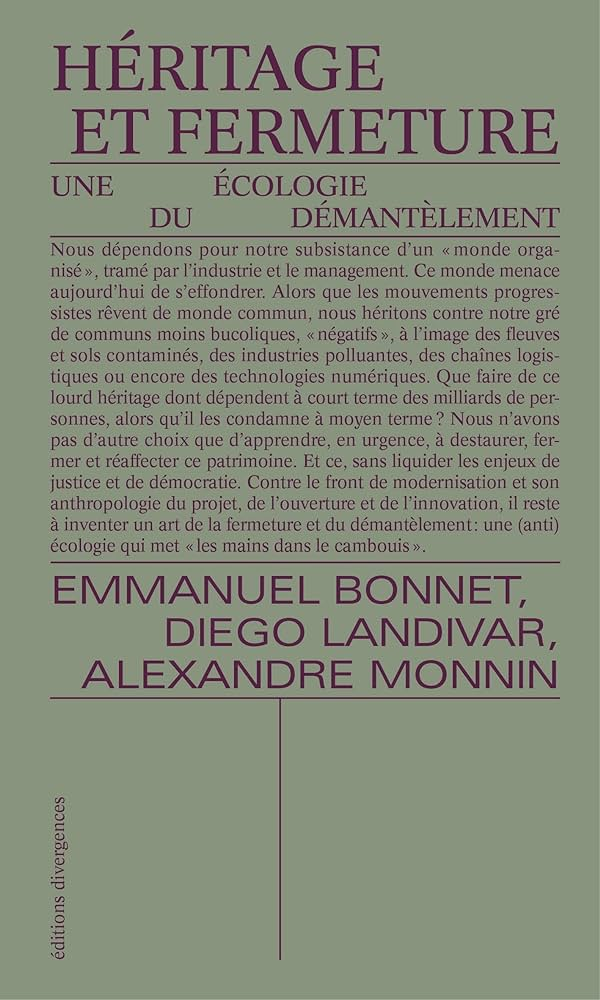 HÉRITAGE
ET FERMETURE
UNE ÉCOLOGIE
DU DÉMANTÈLEMENT
Nous dépendons pour notre subsistance d'un « monde orga-
nisé », tramé par l'industrie et le management. Ce monde menace
aujourd'hui de s'effondrer. Alors que les mouvements progres-
sistes rêvent de monde commun, nous héritons contre notre gré
de communs moins bucoliques, « négatifs », à l'image des fleuves
et sols contaminés, des industries polluantes, des chaînes logis-
tiques ou encore des technologies numériques. Que faire de ce
lourd héritage dont dépendent à court terme des milliards de per-
sonnes, alors qu'il les condamne à moyen terme ? Nous n'avons
pas d'autre choix que d'apprendre, en urgence, à destaurer, fer-
mer et réaffecter ce patrimoine. Et ce, sans liquider les enjeux de
justice et de démocratie. Contre le front de modernisation et son
anthropologie du projet, de l'ouverture et de l'innovation, il reste
à inventer un art de la fermeture et du démantèlement : une (anti)
écologie qui met « les mains dans le cambouis ».
EMMANUEL BONNET,
DIEGO LANDIVAR,
ALEXANDRE MONNIN
éditions divergences